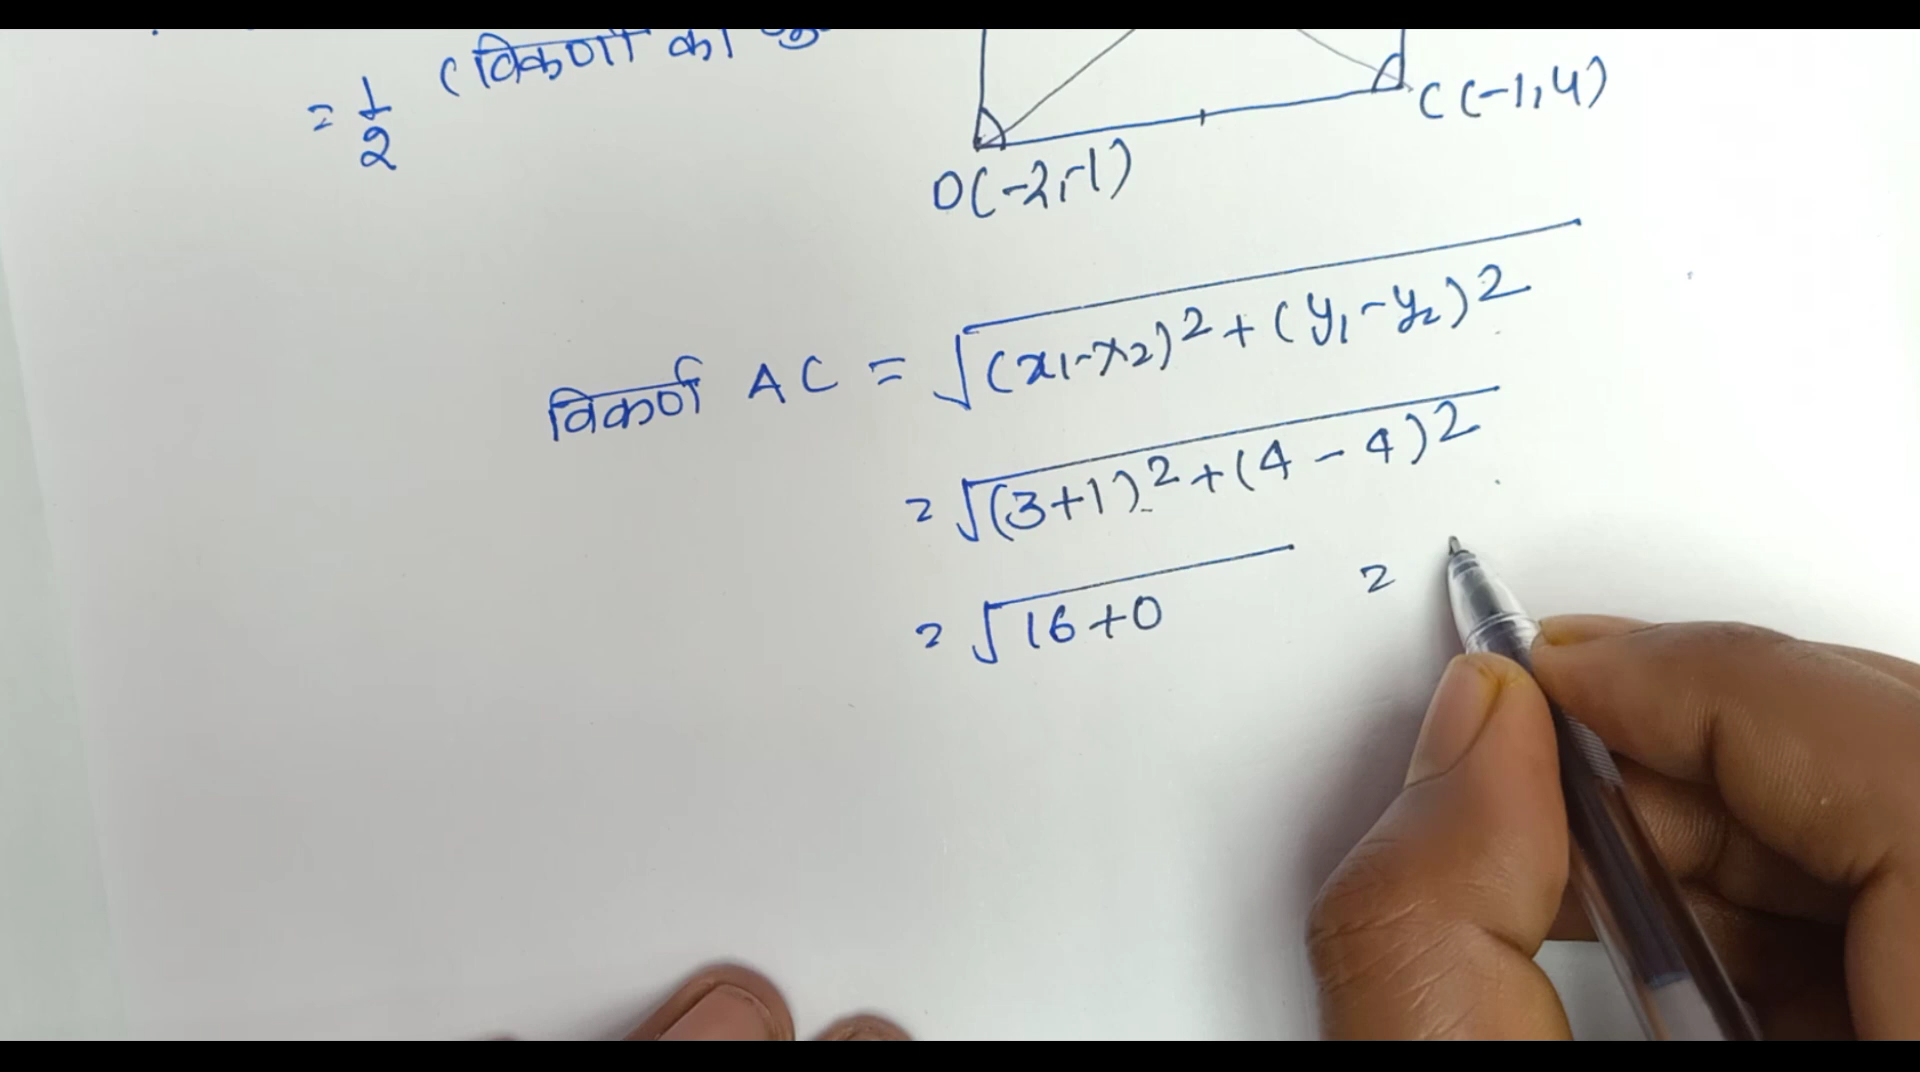 = 1/2 (विकर्णों का
C(-1,4)
D(-2,-1)
विकर्ण AC = √(x₁-x₂)²+(y₁-y₂)²
= √(3+1)²+(4-4)²
= √16+0 =